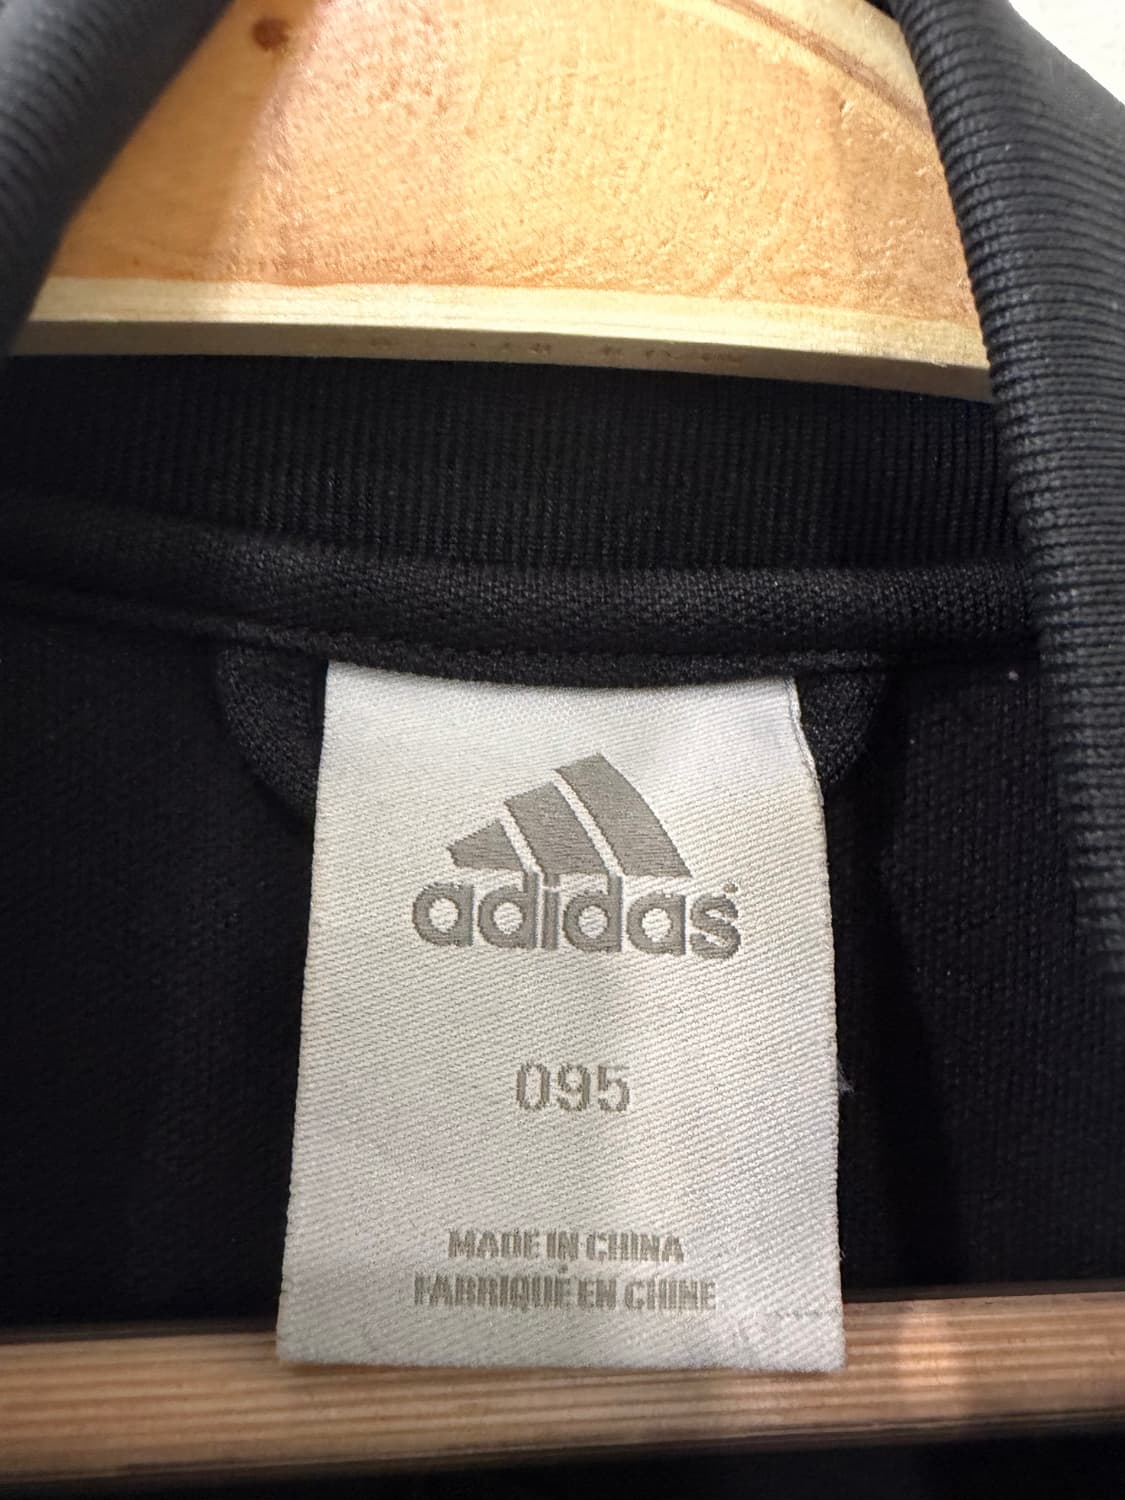 adidas®
095
MADE IN CHINA
FABRIQUÉ EN CHINE